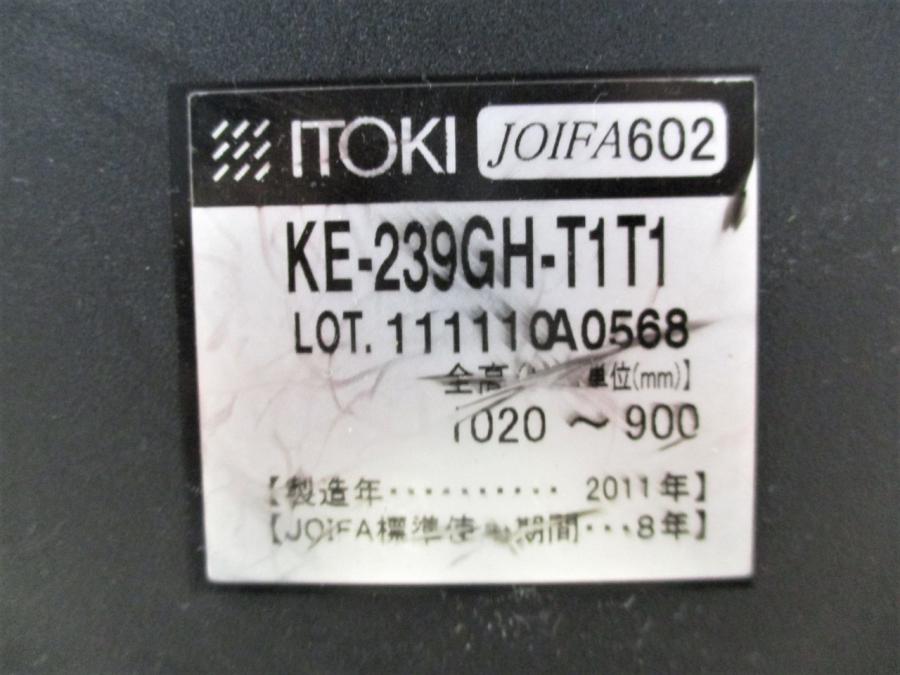 ITOKI JOIFA602
KE-239GH-T1T1
LOT. 111110A0568
全高 単位(mm)】
1020 ～ 900
【製造年・・・・・・・・・・ 2011年】
【JOIFA標準使 期間・・・8年】